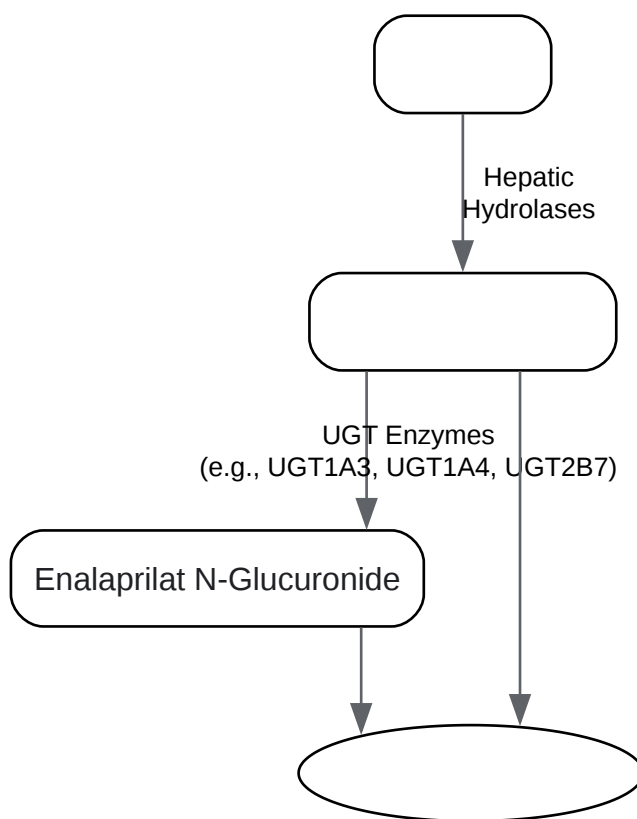 Hepatic
Hydrolases
UGT Enzymes
(e.g., UGT1A3, UGT1A4, UGT2B7)
Enalaprilat N-Glucuronide